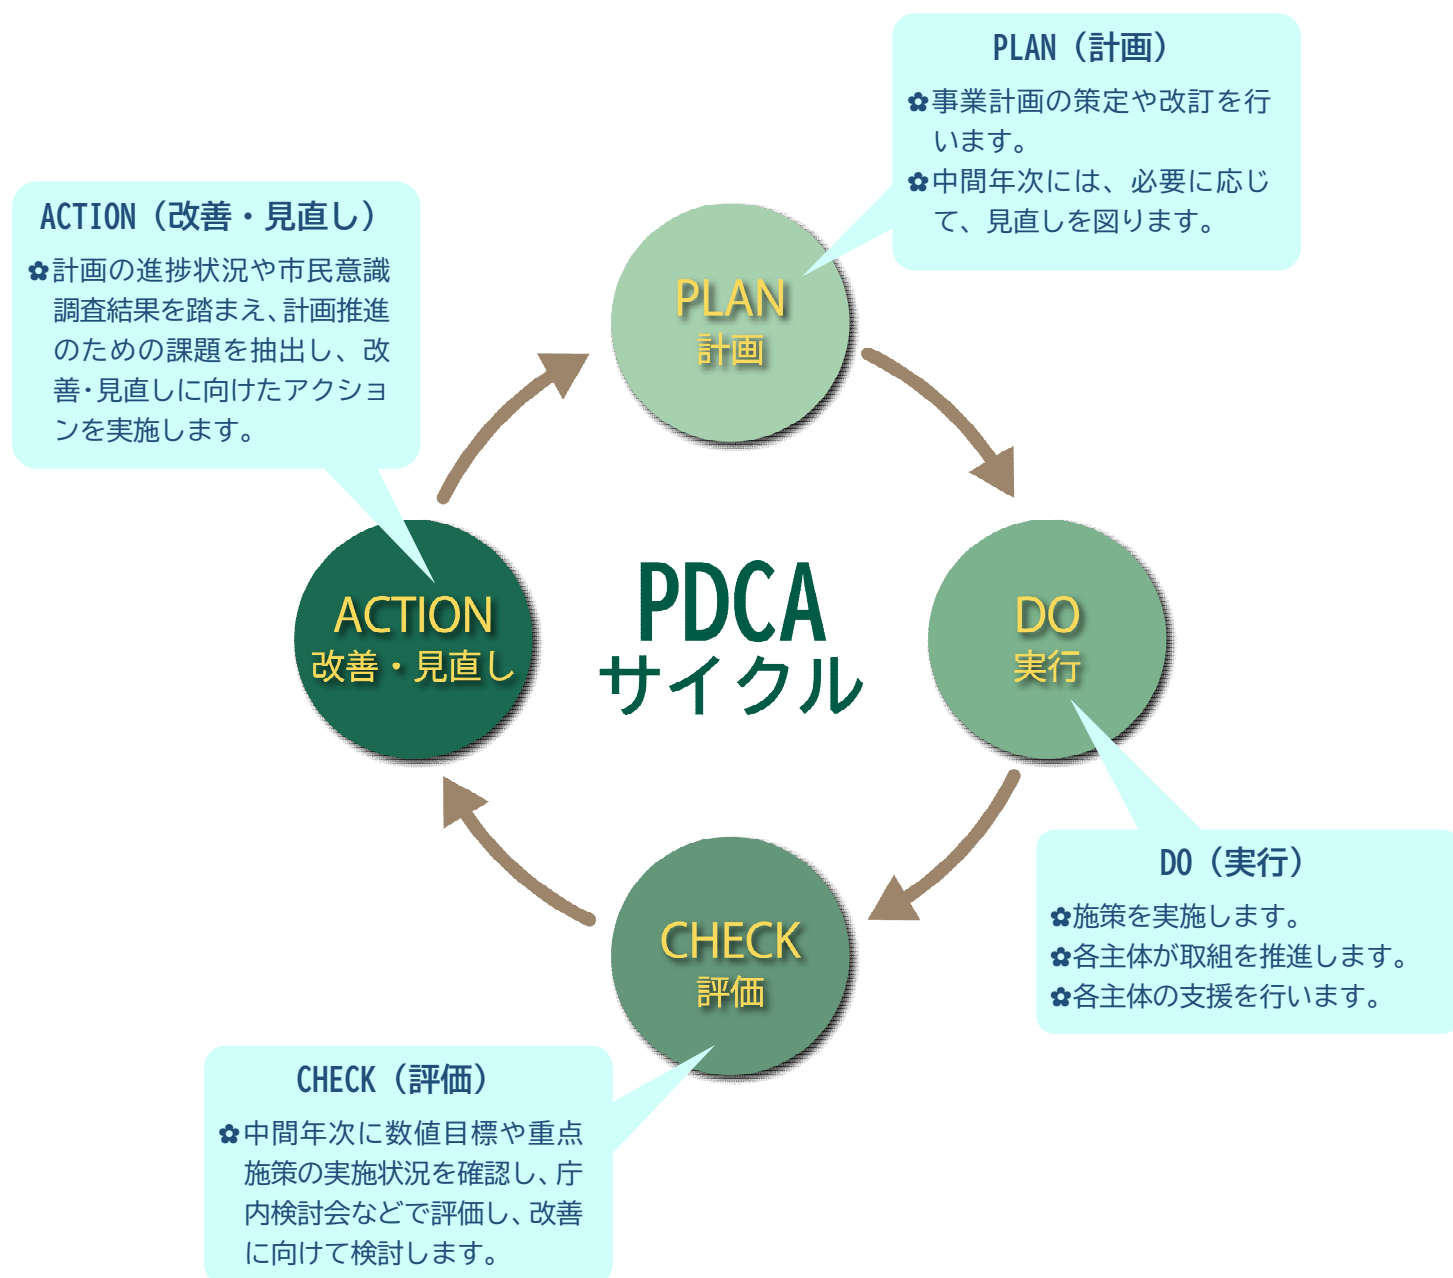 PLAN（計画）
✿事業計画の策定や改訂を行
います。
✿中間年次には、必要に応じ
て、見直しを図ります。
ACTION（改善・見直し）
✿計画の進捗状況や市民意識
調査結果を踏まえ、計画推進
のための課題を抽出し、改
善・見直しに向けたアクショ
ンを実施します。
PLAN
計画
ACTION
改善・見直し
PDCA
サイクル
DO
実行
CHECK
評価
DO（実行）
✿施策を実施します。
✿各主体が取組を推進します。
✿各主体の支援を行います。
CHECK（評価）
✿中間年次に数値目標や重点
施策の実施状況を確認し、庁
内検討会などで評価し、改善
に向けて検討します。